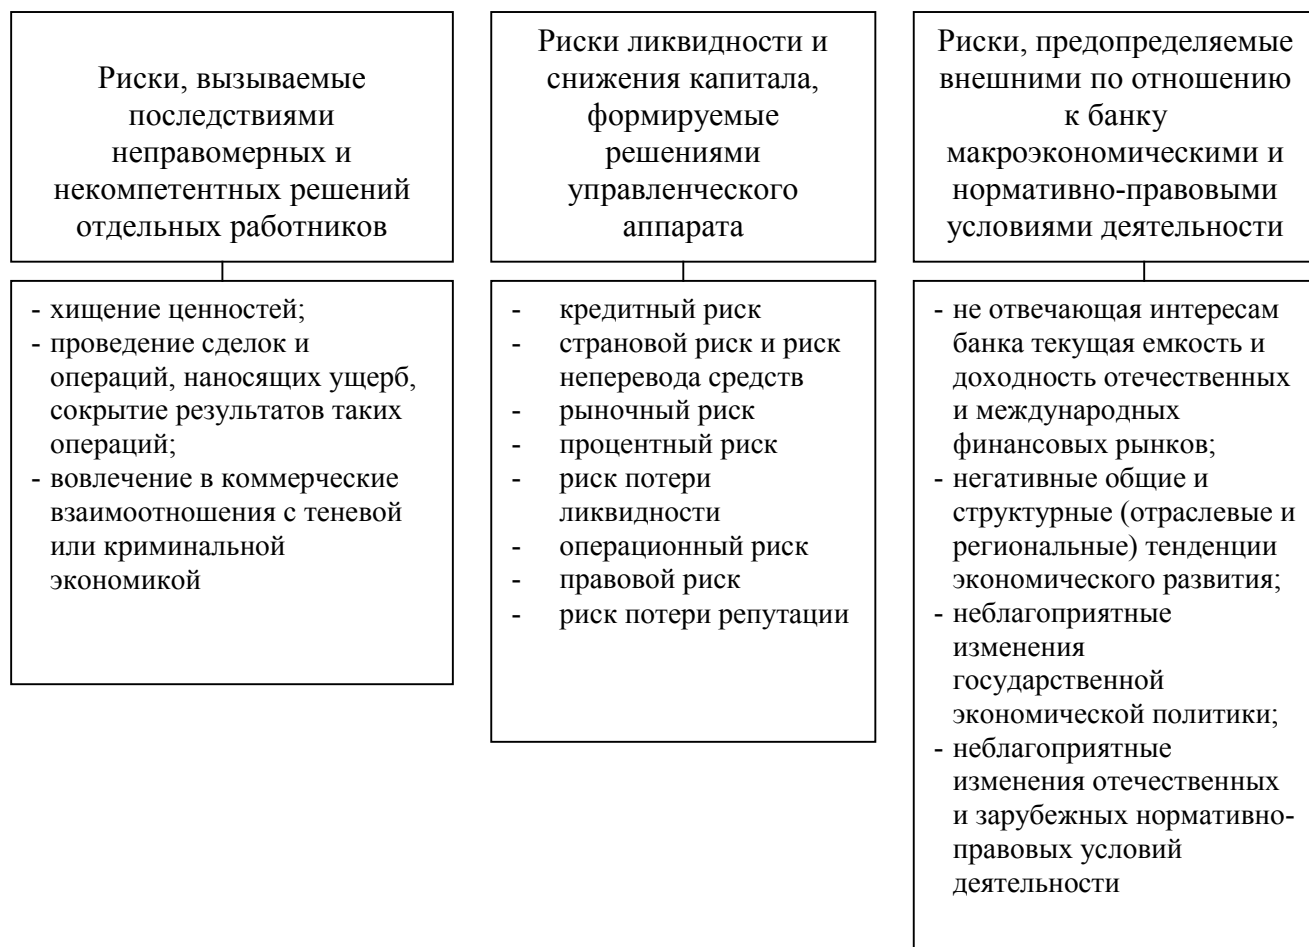 Риски, вызываемые
последствиями
неправомерных и
некомпетентных решений
отдельных работников
- хищение ценностей;
- проведение сделок и
операций, наносящих ущерб,
сокрытие результатов таких
операций;
- вовлечение в коммерческие
взаимоотношения с теневой
или криминальной
экономикой
Риски ликвидности и
снижения капитала,
формируемые
решениями
управленческого
аппарата
- кредитный риск
- страновой риск и риск
неперевода средств
- рыночный риск
- процентный риск
- риск потери
ликвидности
- операционный риск
- правовой риск
- риск потери репутации
Риски, предопределяемые
внешними по отношению
к банку
макроэкономическими и
нормативно-правовыми
условиями деятельности
- не отвечающая интересам
банка текущая емкость и
доходность отечественных
и международных
финансовых рынков;
- негативные общие и
структурные (отраслевые и
региональные) тенденции
экономического развития;
- неблагоприятные
изменения
государственной
экономической политики;
- неблагоприятные
изменения отечественных
и зарубежных нормативно-
правовых условий
деятельности